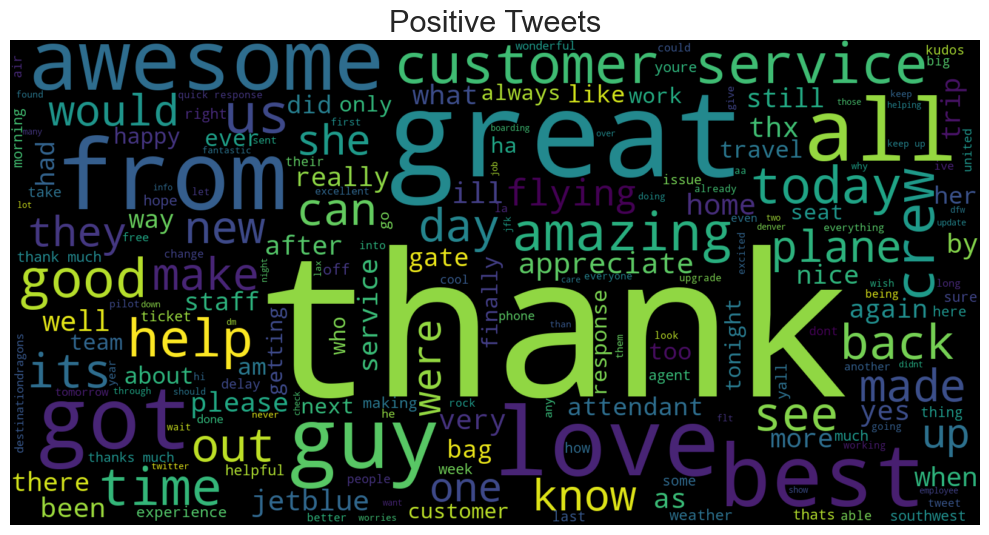 Positive Tweets
awesome
customer service
wonderful
could
youre
kudos
big
air
found
quick response
would
us
did
only
what
always
like
work
still
give
those
keep
helping
trip
many
morning
happy
right
ever
sent
first
she
great
thx
all
boarding
over
keep up
fantastic
ha
travel
united
had
from
their
really
job
issue
already
aa
why
ive
take
hope
info
let
excellent
ill
flying
home
today
her
lot
way
can
go
la
doing
seat
even
two
dfw
they
free
new
day
jfk
amazing
denver
everything
update
crew
by
after
into
excited
plane
thank much
change
night
lax
off
gate
appreciate
nice
good
make
cool
care
everyone
upgrade
wish
long
staff
service
finally
being
sure
pilot
down
who
thank
phone
than
again
here
well
ticket
dm
response
them
look
dont
team
help
were
too
tonight
yall
another
didnt
back
its
about
hi
am
getting
agent
year
delay
destinationdragons
tomorrow
through
should
check
next
making
rock
any
attendant
made
please
very
see
yes
thing
got
done
never
guy
he
love
flt
going
wait
out
bag
how
more
much
up
thanks much
working
twitter
helpful
week
best
there
time
people
one
some
when
want
know
as
show
employee
been
experience
jetblue
better
worries
customer
last
weather
thats
able
tweet
southwest